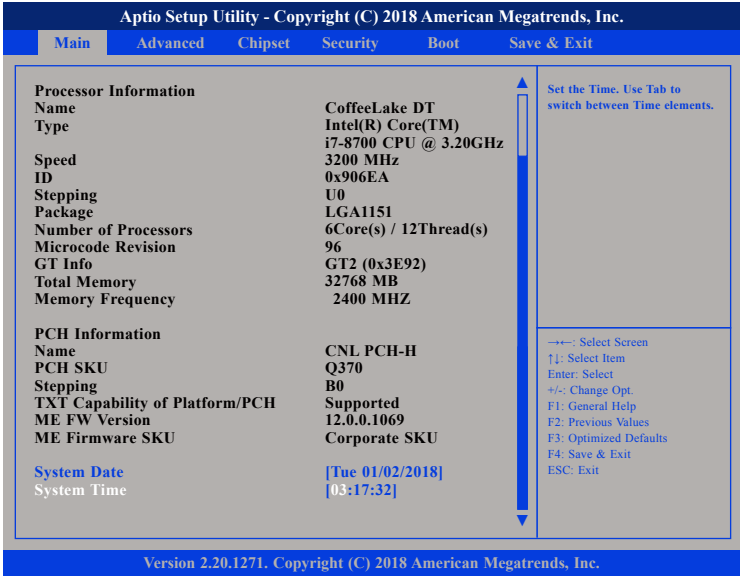 Aptio Setup Utility - Copyright (C) 2018 American Megatrends, Inc.
Main Advanced Chipset Security Boot Save & Exit
Processor Information
Name CoffeeLake DT
Type Intel(R) Core(TM)
i7-8700 CPU @ 3.20GHz
Speed 3200 MHz
ID 0x906EA
Stepping U0
Package LGA1151
Number of Processors 6Core(s) / 12Thread(s)
Microcode Revision 96
GT Info GT2 (0x3E92)
Total Memory 32768 MB
Memory Frequency 2400 MHZ
PCH Information
Name CNL PCH-H
PCH SKU Q370
Stepping B0
TXT Capability of Platform/PCH Supported
ME FW Version 12.0.0.1069
ME Firmware SKU Corporate SKU
System Date [Tue 01/02/2018]
System Time [03:17:32]
Set the Time. Use Tab to
switch between Time elements.
→←: Select Screen
↑↓: Select Item
Enter: Select
+/-: Change Opt.
F1: General Help
F2: Previous Values
F3: Optimized Defaults
F4: Save & Exit
ESC: Exit
Version 2.20.1271. Copyright (C) 2018 American Megatrends, Inc.